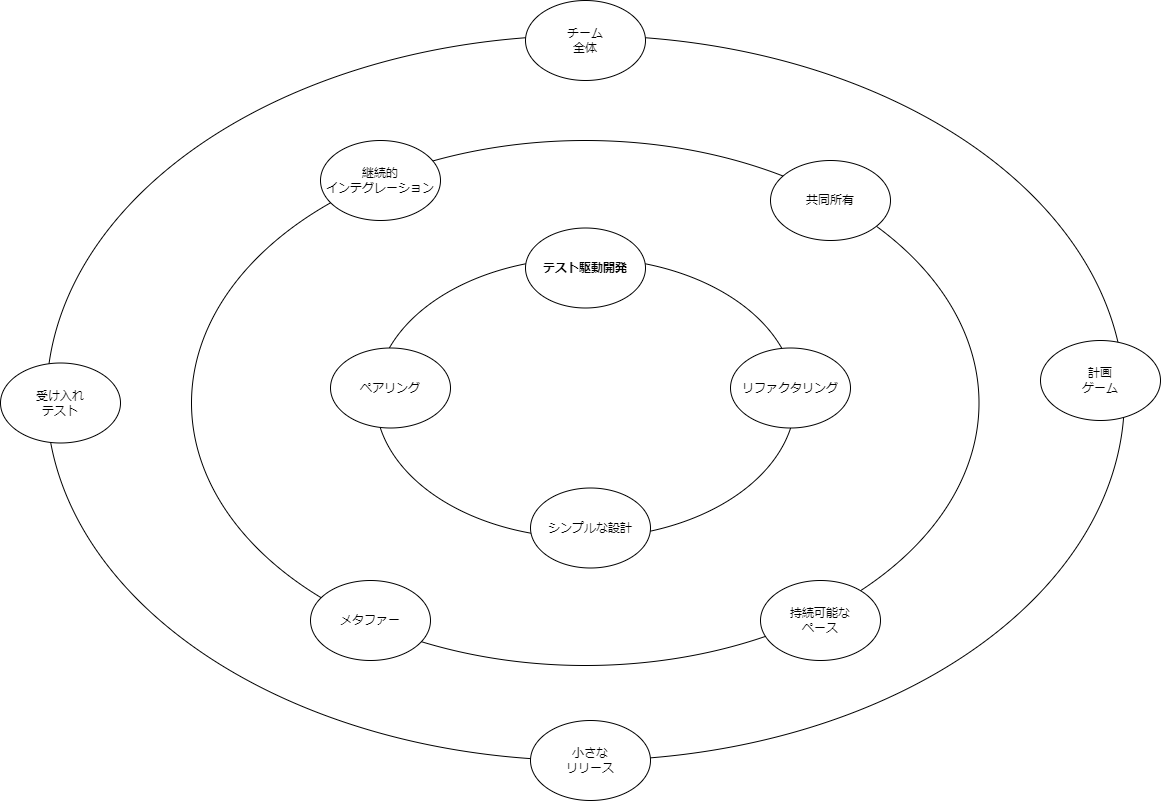 チーム
全体
継続的
インテグレーション
共同所有
テスト駆動開発
ペアリング
リファクタリング
受け入れ
テスト
計画
ゲーム
シンプルな設計
メタファー
持続可能な
ペース
小さな
リリース